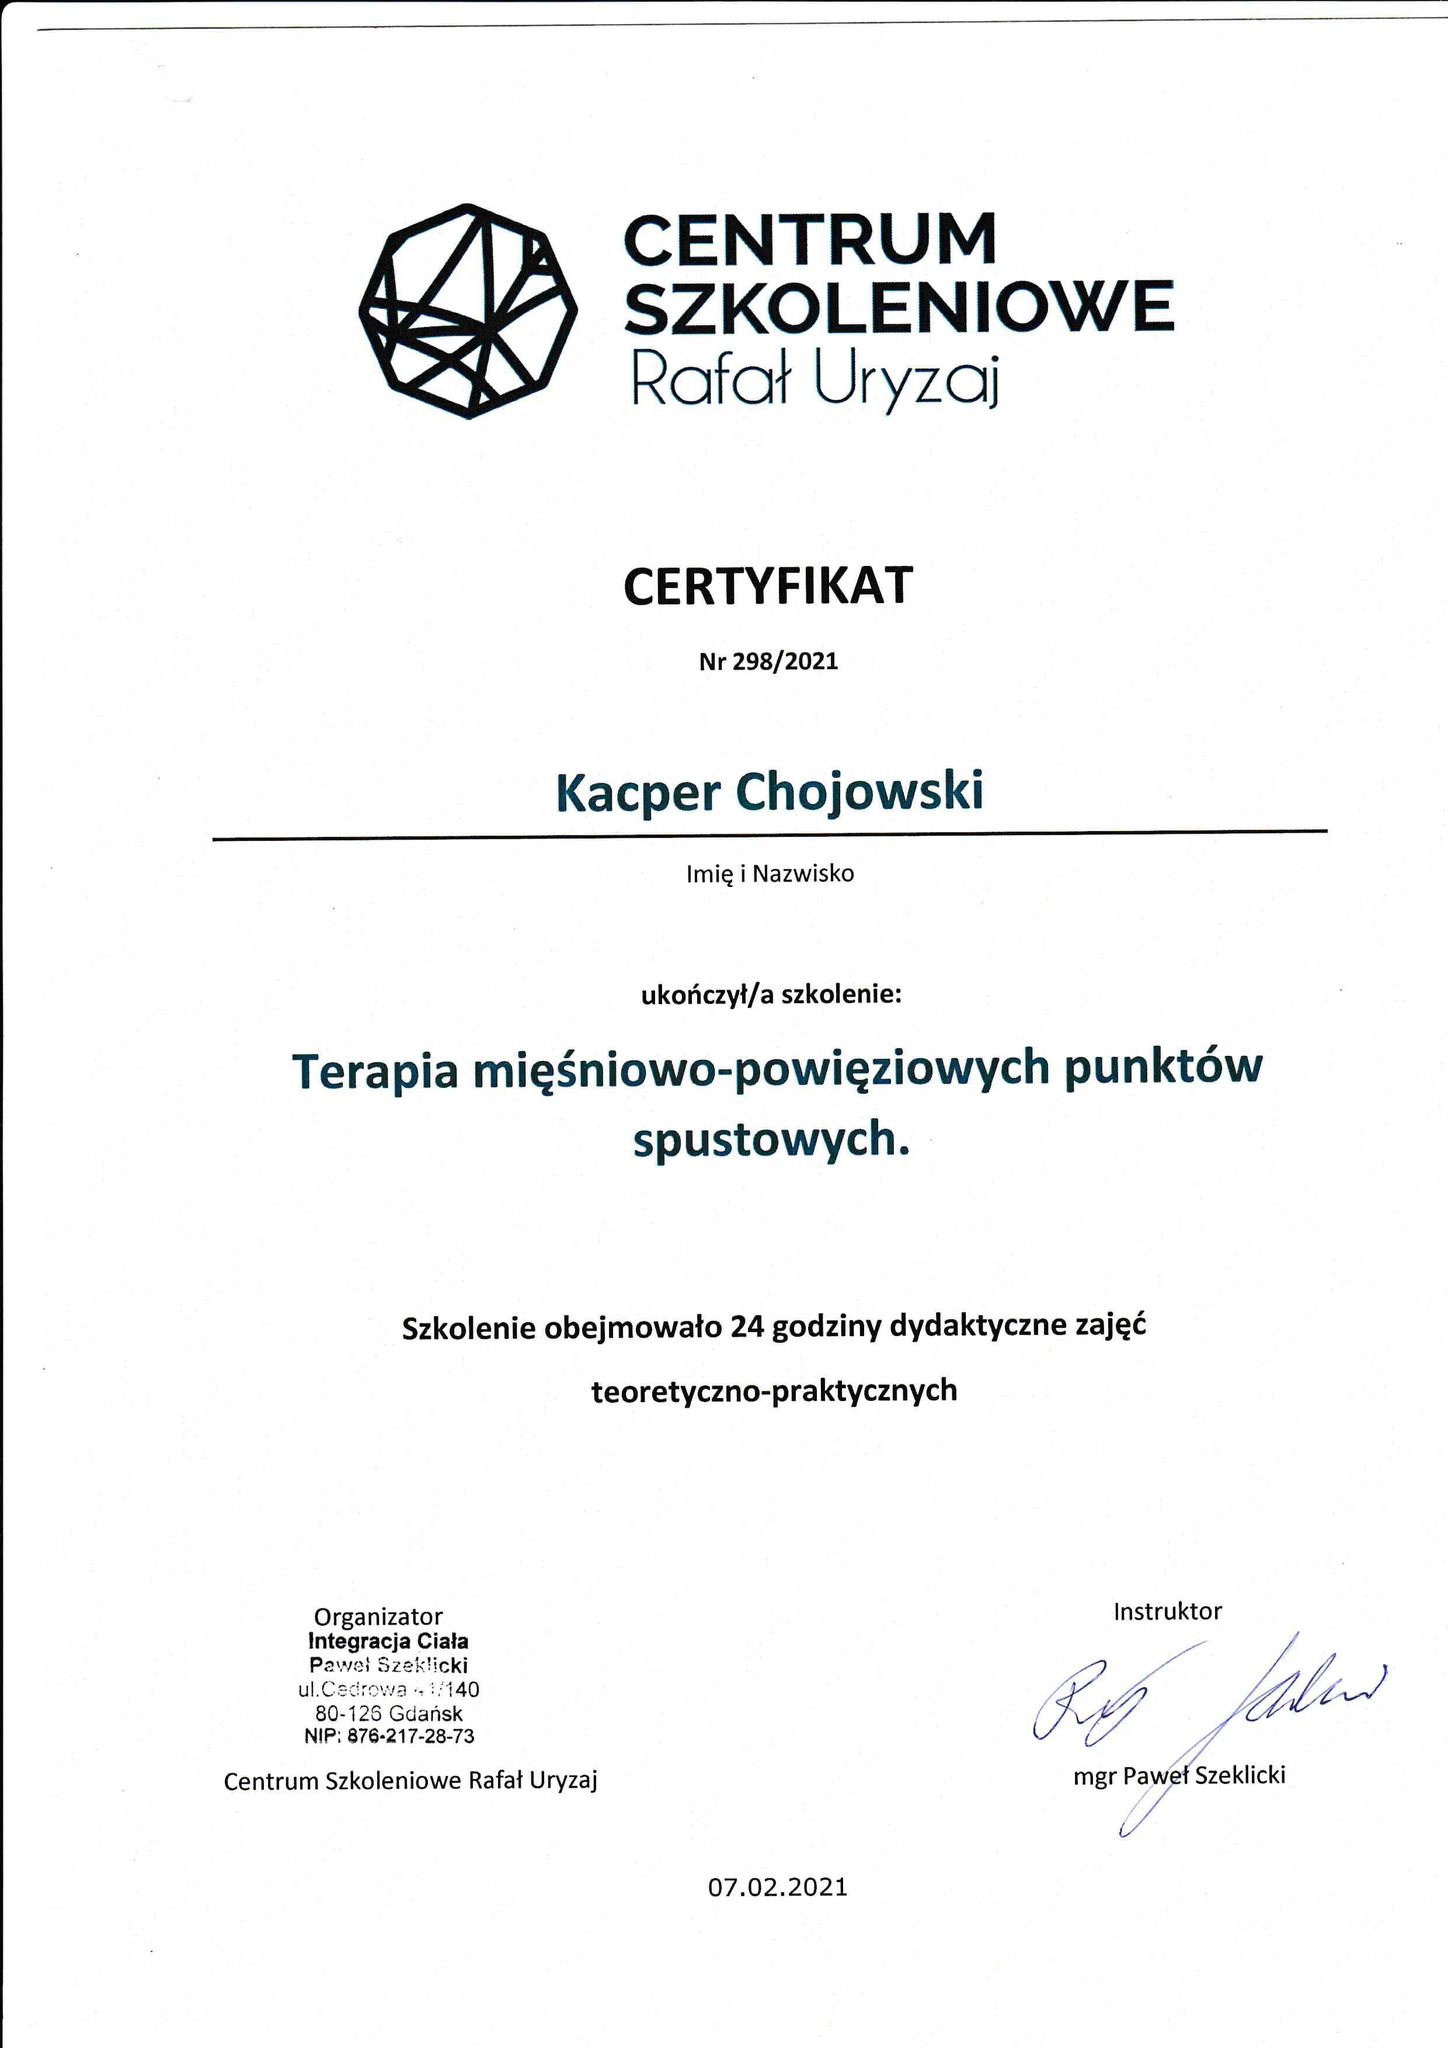 CENTRUM
SZKOLENIOWE
Rafał Uryzaj
CERTYFIKAT
Nr 298/2021
Kacper Chojowski
Imię i Nazwisko
ukończył/a szkolenie:
Terapia mięśniowo-powięziowych punktów
spustowych.
Szkolenie obejmowało 24 godziny dydaktyczne zajęć
teoretyczno-praktycznych
Organizator
Integracja Ciała
Paweł Szeklicki
ul.Cedrowa
80-126 Gdańsk
NIP: 876-217-28-73
Centrum Szkoleniowe Rafał Uryzaj
Instruktor
mgr Paweł Szeklicki
07.02.2021